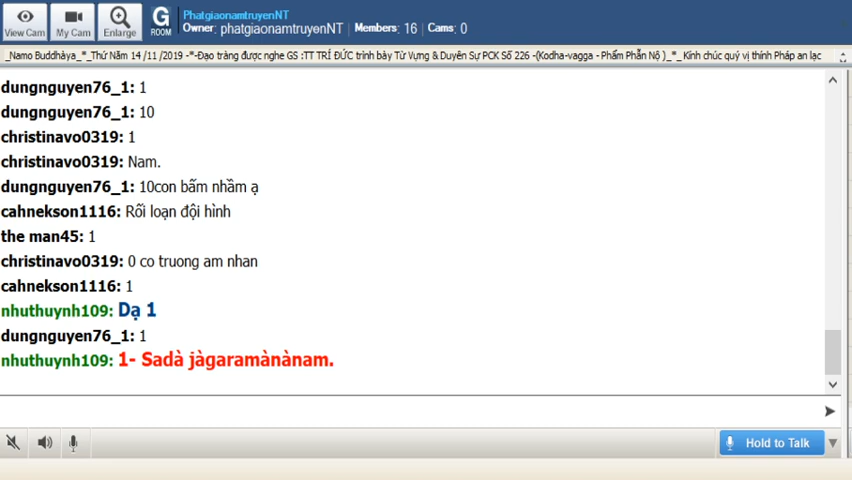 PhatgiaonamtruyenNT
Owner: phatgiaonamtruyenNT Members: 16 Cams: 0
View Cam
My Cam
Enlarge
G
ROOM
_Namo Buddhàya_*_Thứ Năm 14 /11 /2019 -*-Đạo tràng được nghe GS :TT TRÍ ĐỨC trình bày Từ Vựng & Duyên Sự PCK Số 226 -(Kodha-vagga - Phẩm Phẫn Nộ )_*_ Kính chúc quý vị thính Pháp an lạc
dungnguyen76_1: 1
dungnguyen76_1: 10
christinavo0319: 1
christinavo0319: Nam.
dungnguyen76_1: 10con bấm nhầm ạ
cahnekson1116: Rối loạn đội hình
the man45: 1
christinavo0319: 0 co truong am nhan
cahnekson1116: 1
nhuthuynh109: Dạ 1
dungnguyen76_1: 1
nhuthuynh109: 1- Sadà jàgaramànànam.
Hold to Talk